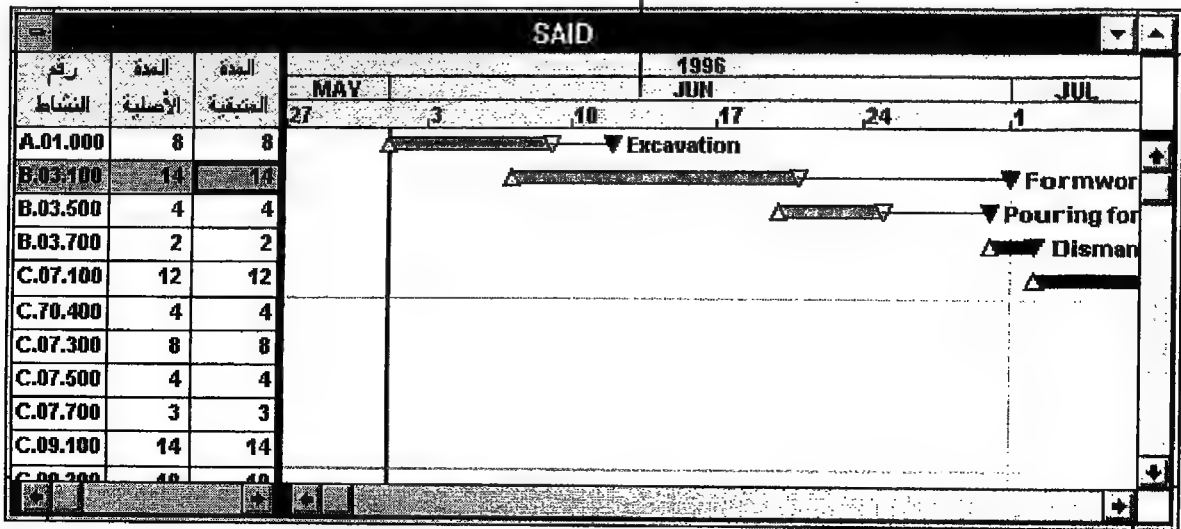 SAID
رقم النشاط المدة الأصلية المدة المتبقية
1996
MAY JUN JUL
27 3 10 17 24 1
A.01.000 8 8 Excavation
B.03.100 14 14 Formwor
B.03.500 4 4 Pouring for
B.03.700 2 2 Disman
C.07.100 12 12
C.70.400 4 4
C.07.300 8 8
C.07.500 4 4
C.07.700 3 3
C.09.100 14 14